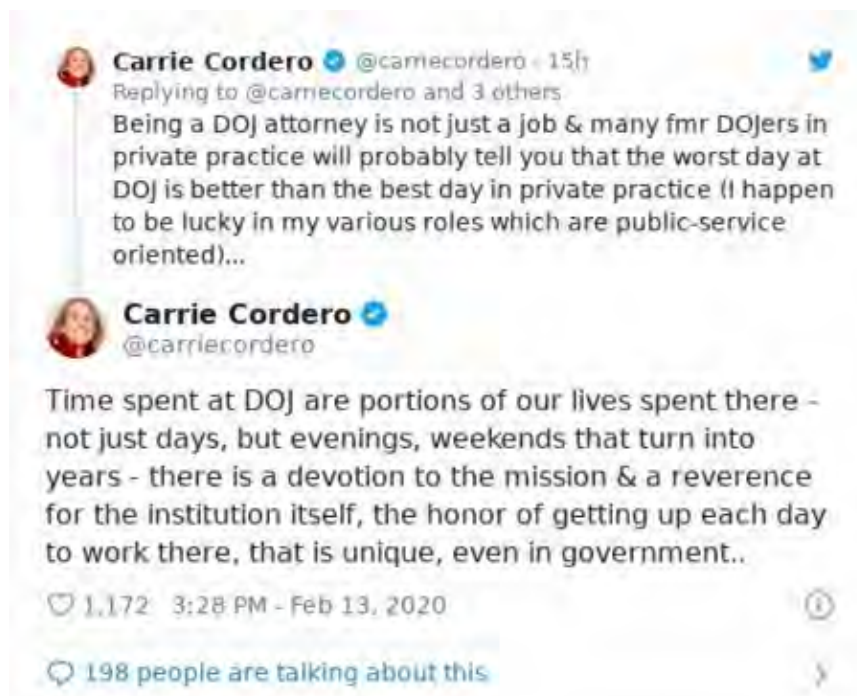 Carrie Cordero @carriecordero · 15h
Replying to @carriecordero and 3 others
Being a DOJ attorney is not just a job & many fmr DOJers in
private practice will probably tell you that the worst day at
DOJ is better than the best day in private practice (I happen
to be lucky in my various roles which are public-service
oriented)...
Carrie Cordero
@carriecordero
Time spent at DOJ are portions of our lives spent there -
not just days, but evenings, weekends that turn into
years - there is a devotion to the mission & a reverence
for the institution itself, the honor of getting up each day
to work there, that is unique, even in government..
1,172 3:28 PM - Feb 13, 2020
198 people are talking about this